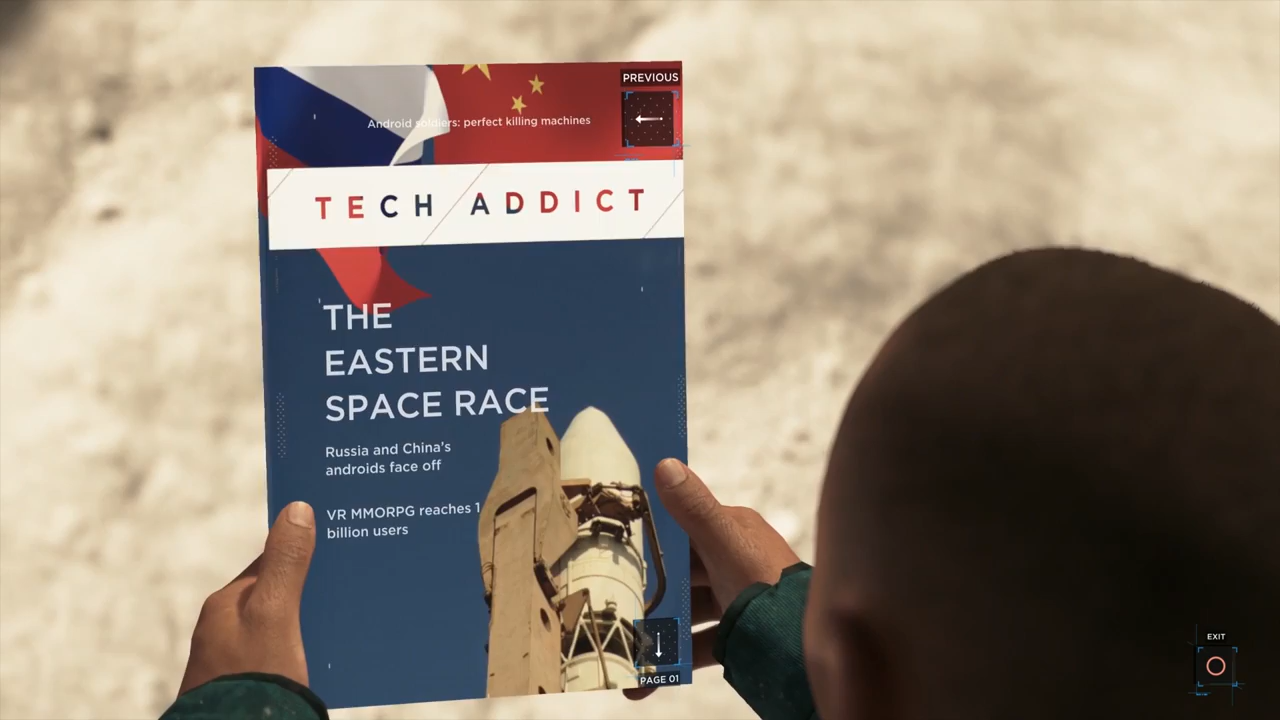 PREVIOUS
Android soldiers: perfect killing machines
TECH ADDICT
THE
EASTERN
SPACE RACE
Russia and China's
androids face off
VR MMORPG reaches 1
billion users
PAGE 01
EXIT